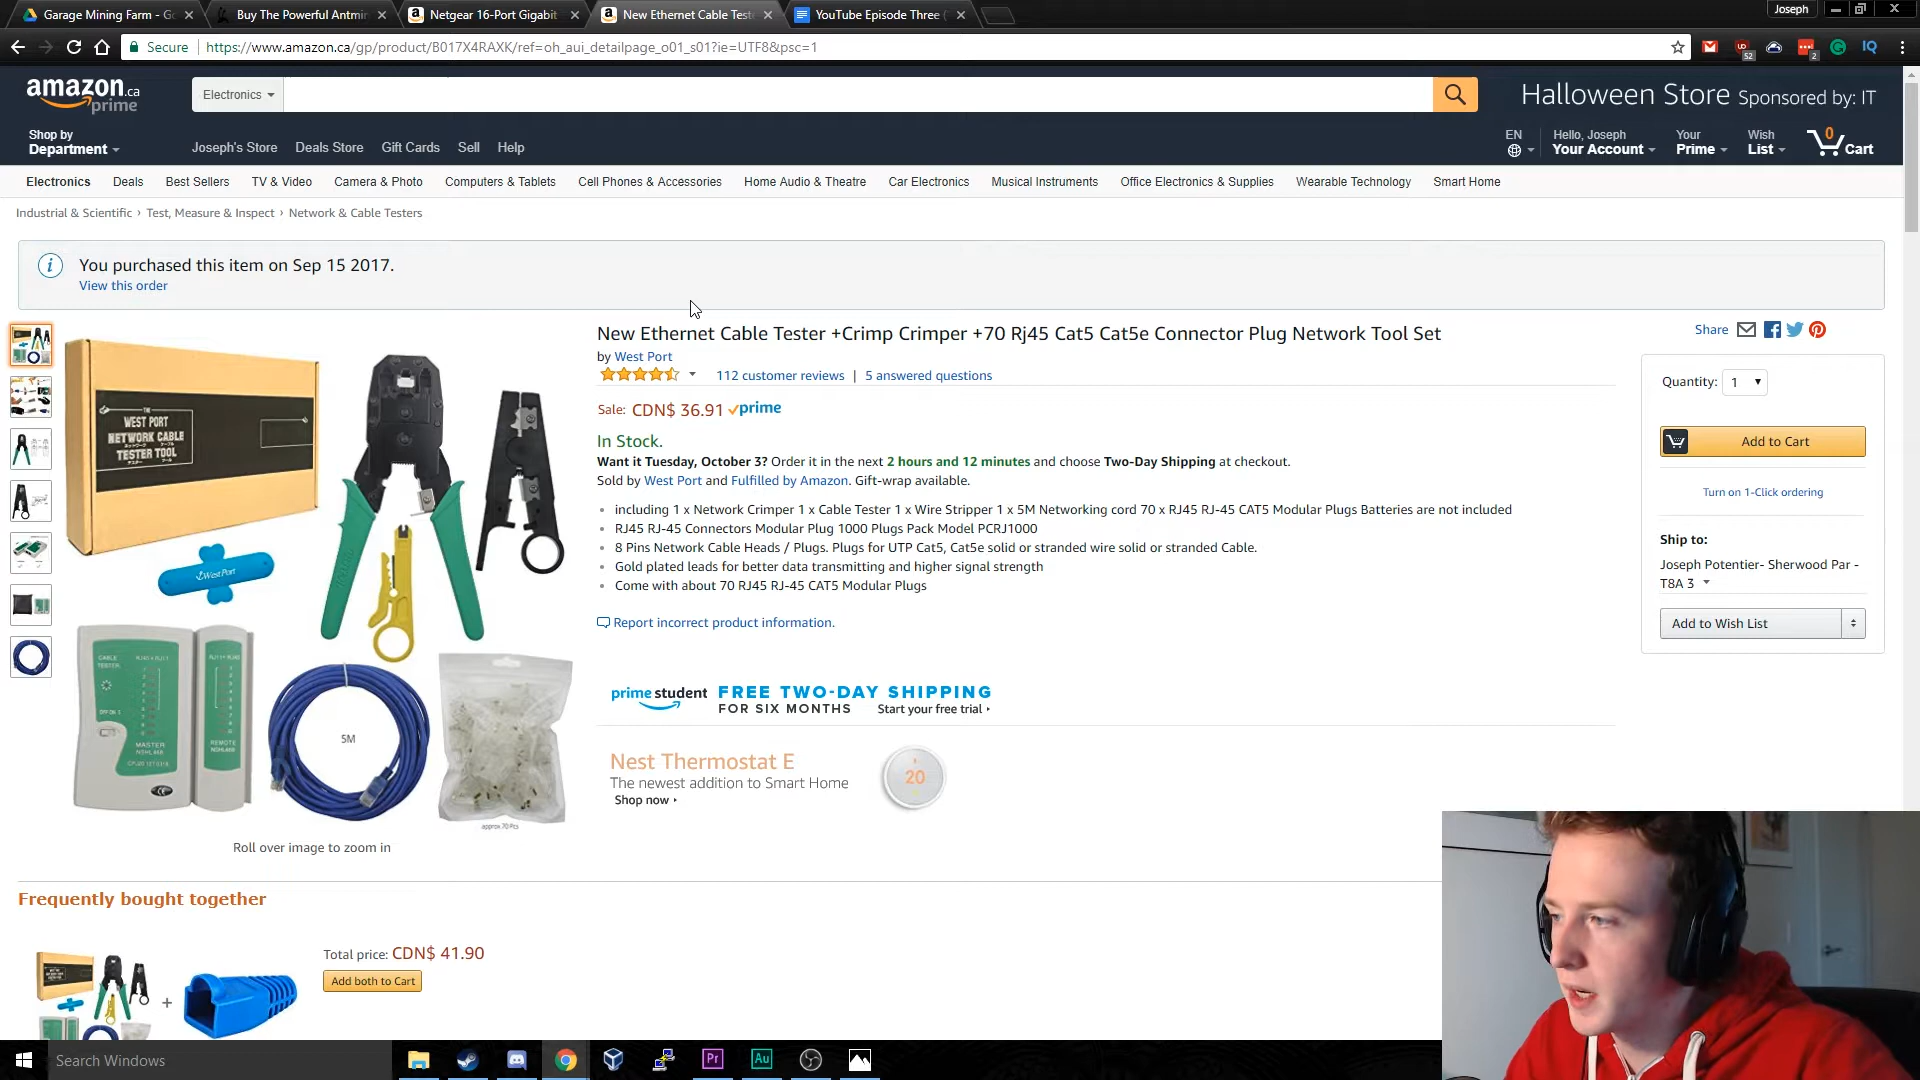 Garage Mining Farm - Go
Buy The Powerful Antmin
Netgear 16-Port Gigabit
New Ethernet Cable Teste
YouTube Episode Three (
Joseph
Secure
https://www.amazon.ca/gp/product/B017X4RAXK/ref=oh_aui_detailpage_o01_s01?ie=UTF8&psc=1
52
2
IQ
amazon.ca
prime
Electronics
Halloween Store Sponsored by: IT
Shop by
Department
Joseph's Store
Deals Store
Gift Cards
Sell
Help
EN
Hello, Joseph
Your Account
Your
Prime
Wish
List
0
Cart
Electronics
Deals
Best Sellers
TV & Video
Camera & Photo
Computers & Tablets
Cell Phones & Accessories
Home Audio & Theatre
Car Electronics
Musical Instruments
Office Electronics & Supplies
Wearable Technology
Smart Home
Industrial & Scientific › Test, Measure & Inspect › Network & Cable Testers
You purchased this item on Sep 15 2017.
View this order
New Ethernet Cable Tester +Crimp Crimper +70 Rj45 Cat5 Cat5e Connector Plug Network Tool Set
by West Port
112 customer reviews | 5 answered questions
Sale: CDN$ 36.91 prime
In Stock.
Want it Tuesday, October 3? Order it in the next 2 hours and 12 minutes and choose Two-Day Shipping at checkout.
Sold by West Port and Fulfilled by Amazon. Gift-wrap available.
including 1 x Network Crimper 1 x Cable Tester 1 x Wire Stripper 1 x 5M Networking cord 70 x RJ45 RJ-45 CAT5 Modular Plugs Batteries are not included
RJ45 RJ-45 Connectors Modular Plug 1000 Plugs Pack Model PCRJ1000
8 Pins Network Cable Heads / Plugs. Plugs for UTP Cat5, Cat5e solid or stranded wire solid or stranded Cable.
Gold plated leads for better data transmitting and higher signal strength
Come with about 70 RJ45 RJ-45 CAT5 Modular Plugs
Report incorrect product information.
prime student
FREE TWO-DAY SHIPPING
FOR SIX MONTHS
Start your free trial
Nest Thermostat E
The newest addition to Smart Home
Shop now
20
Share
Quantity: 1
Add to Cart
Turn on 1-Click ordering
Ship to:
Joseph Potentier- Sherwood Par -
T8A 3
Add to Wish List
THE
WEST PORT
NETWORK CABLE
TESTER TOOL
West Port
CABLE
TESTER
MASTER
REMOTE
5M
approx.70 Pcs
Roll over image to zoom in
Frequently bought together
Total price: CDN$ 41.90
Add both to Cart
+
Search Windows
Pr
Au